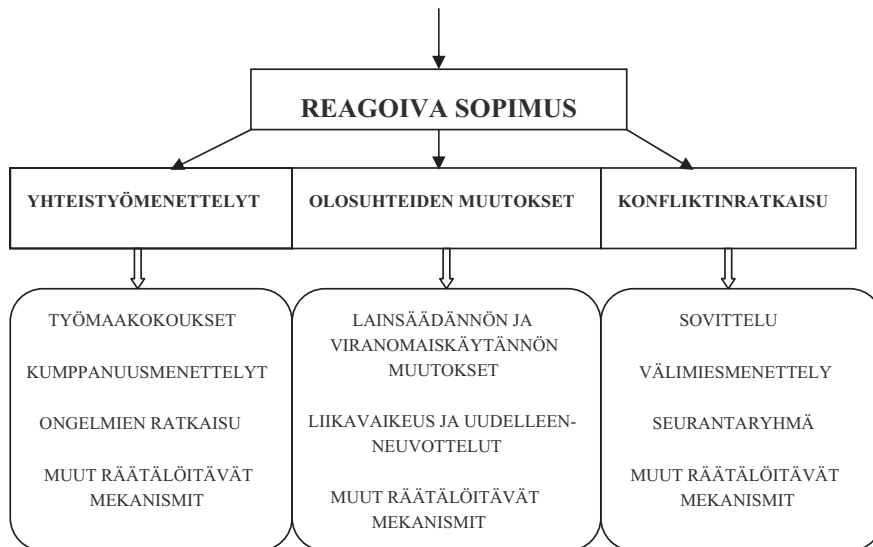 REAGOIVA SOPIMUS
YHTEISTYÖMENETTELYT
OLOSUHTEIDEN MUUTOKSET
KONFLIKTINRATKAISU
TYÖMAAKOKOUKSET
KUMPPANUUSMENETTELYT
ONGELMIEN RATKAISU
MUUT RÄÄTÄLÖITÄVÄT
MEKANISMIT
LAINSÄÄDÄNNÖN JA
VIRANOMAISKÄYTÄNNÖN
MUUTOKSET
LIIKAVAIKEUS JA UUDELLEEN-
NEUVOTTELUT
MUUT RÄÄTÄLÖITÄVÄT
MEKANISMIT
SOVITTELU
VÄLIMIESMENETTELY
SEURANTARYHMÄ
MUUT RÄÄTÄLÖITÄVÄT
MEKANISMIT